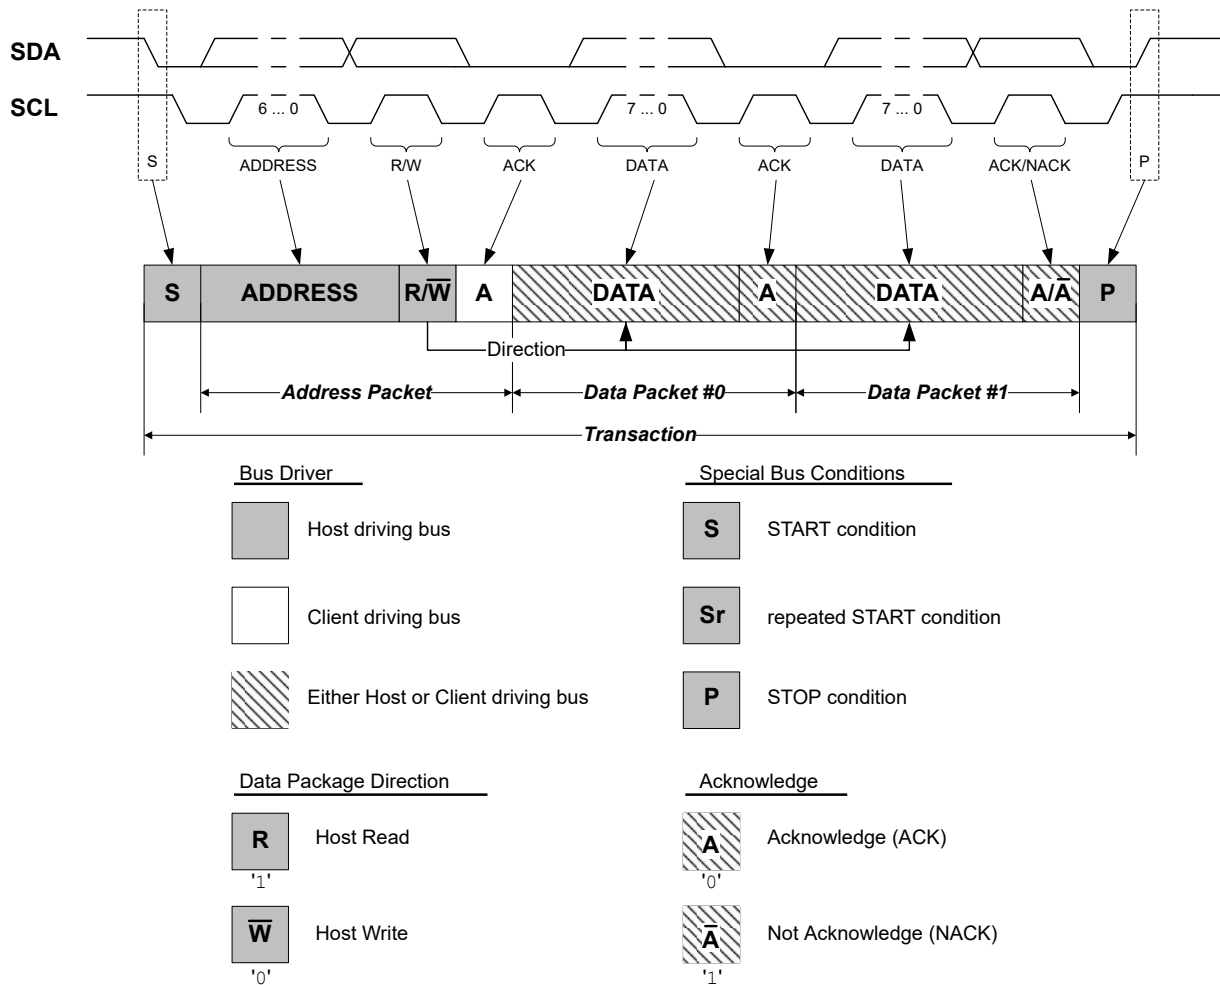 SDA
SCL
6 ... 0
7 ... 0
7 ... 0
S
ADDRESS
R/W
ACK
DATA
ACK
DATA
ACK/NACK
P
S
ADDRESS
R/W̅
A
DATA
A
DATA
A/A̅
P
Direction
Address Packet
Data Packet #0
Data Packet #1
Transaction
Bus Driver
Special Bus Conditions
Host driving bus
S
START condition
Client driving bus
Sr
repeated START condition
Either Host or Client driving bus
P
STOP condition
Data Package Direction
Acknowledge
R
Host Read
'1'
A
Acknowledge (ACK)
'0'
W̅
Host Write
'0'
A̅
Not Acknowledge (NACK)
'1'